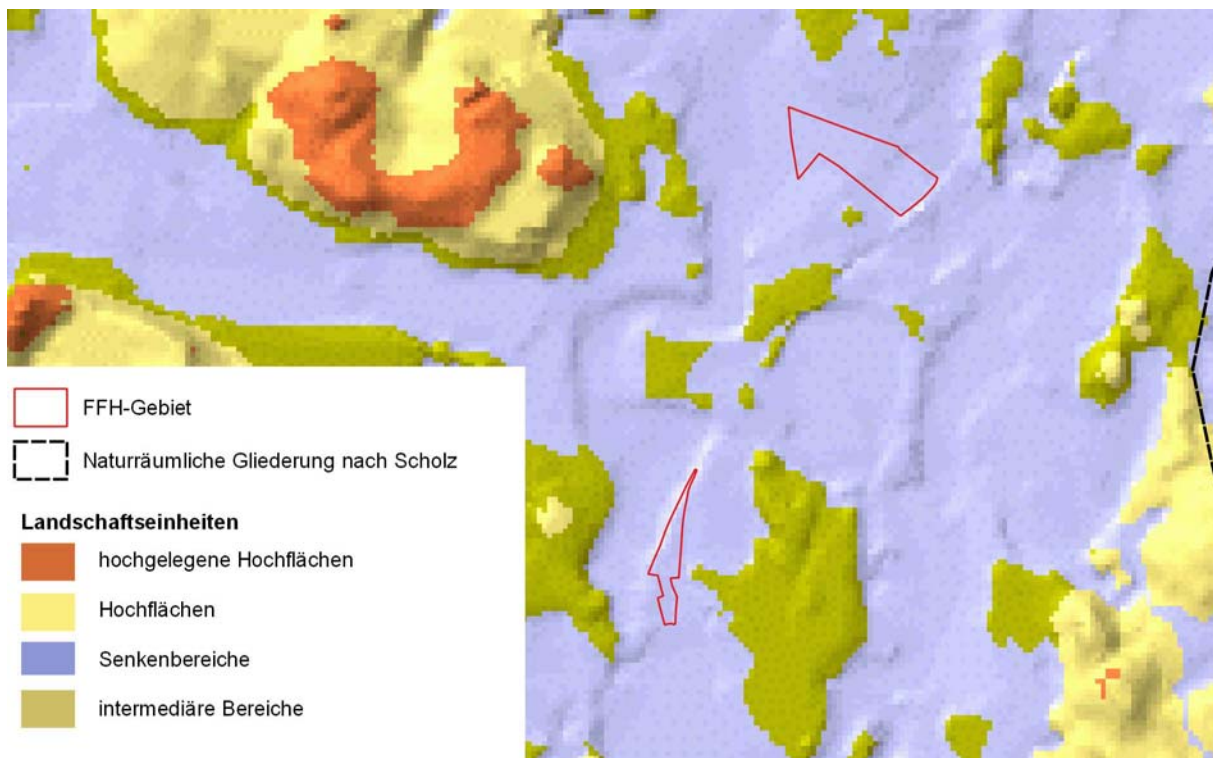 FFH-Gebiet
Naturräumliche Gliederung nach Scholz
Landschaftseinheiten
hochgelegene Hochflächen
Hochflächen
Senkenbereiche
intermediäre Bereiche